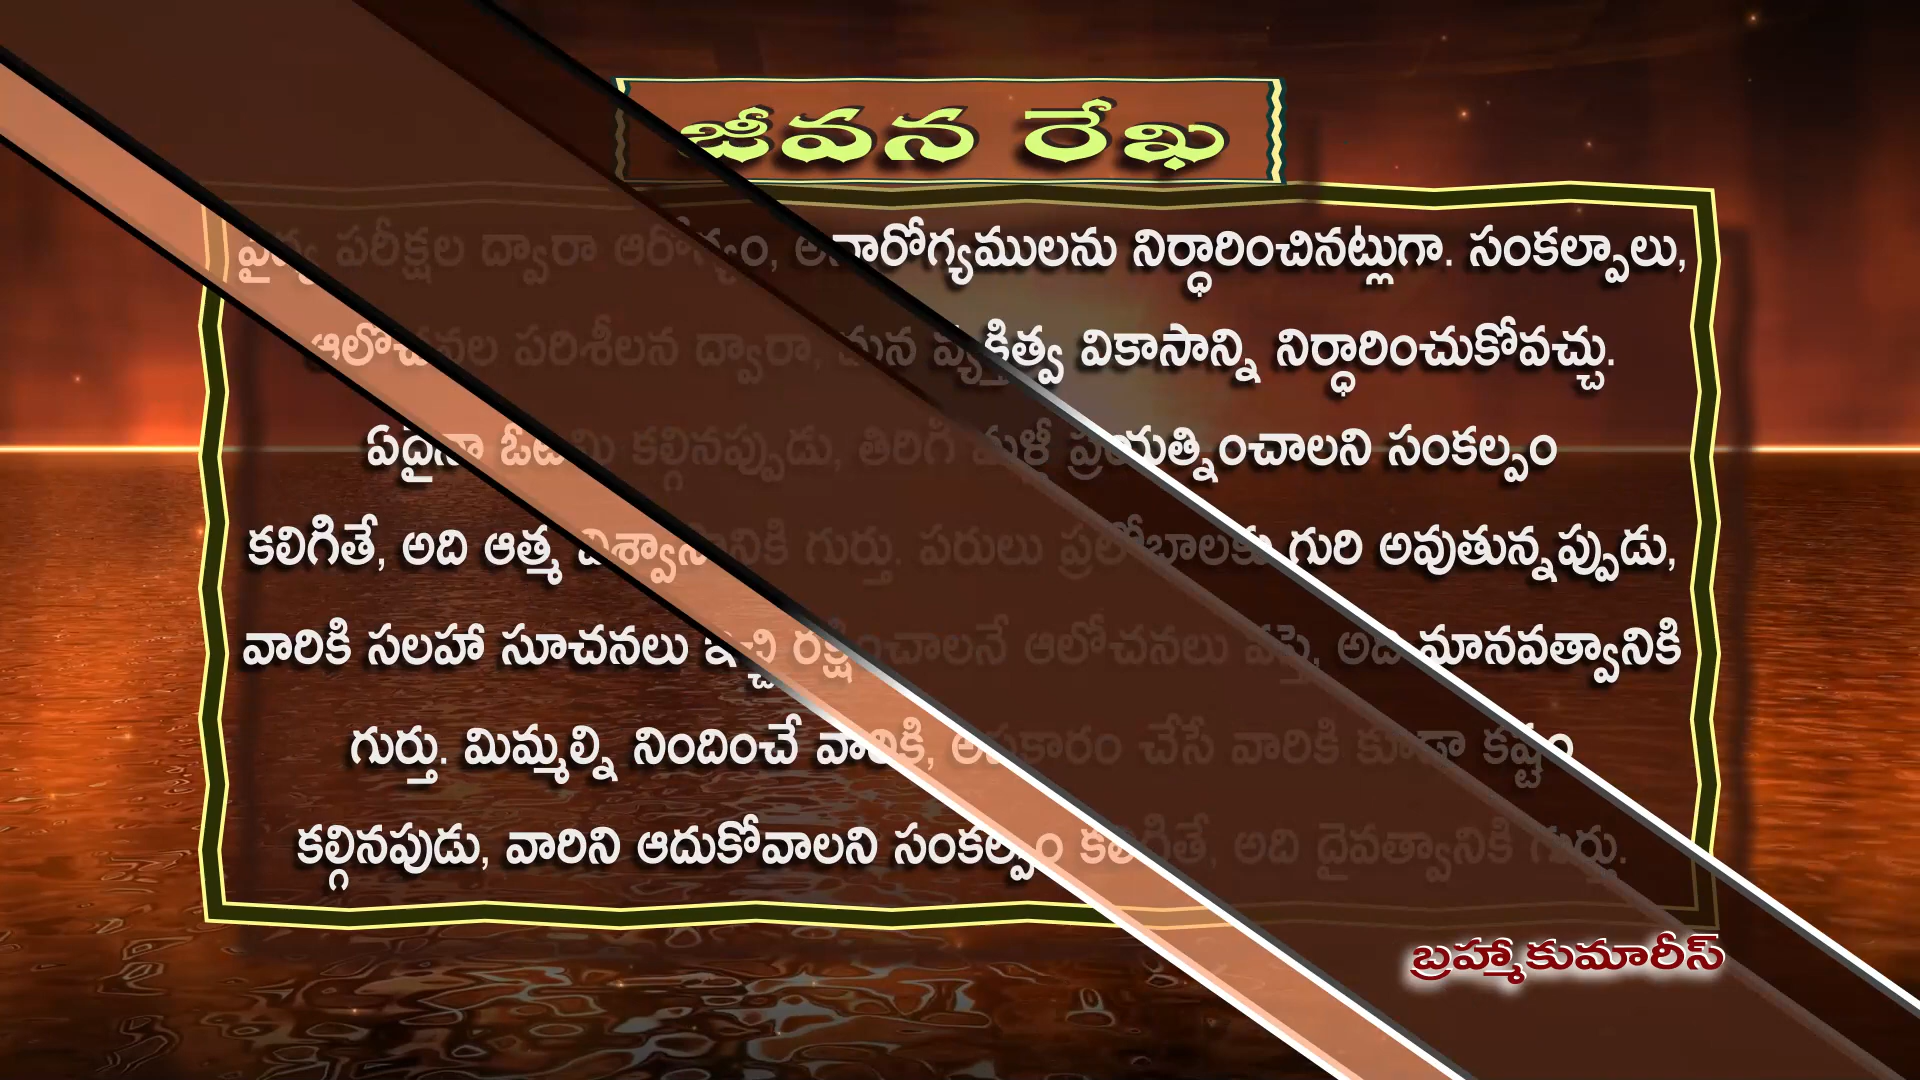 జీవన రేఖ
వైద్య పరీక్షల ద్వారా ఆరోగ్యం, అనారోగ్యములను నిర్ధారించినట్లుగా. సంకల్పాలు,
ఆలోచనల పరిశీలన ద్వారా, మన వ్యక్తిత్వ వికాసాన్ని నిర్ధారించుకోవచ్చు.
ఏదైనా ఓటమి కల్గినప్పుడు, తిరిగి మళీ ప్రయత్నించాలని సంకల్పం
కలిగితే, అది ఆత్మ విశ్వాసానికి గుర్తు. పరులు ప్రలోభాలకు గురి అవుతున్నప్పుడు,
వారికి సలహా సూచనలు ఇచ్చి రక్షించాలనే ఆలోచనలు వస్తె, అది మానవత్వానికి
గుర్తు. మిమ్మల్ని నిందించే వారికి, అపకారం చేసే వారికి కూడా కష్టం
కల్గినపుడు, వారిని ఆదుకోవాలని సంకల్పం కలిగితే, అది దైవత్వానికి గుర్తు.
బ్రహ్మాకుమారీస్